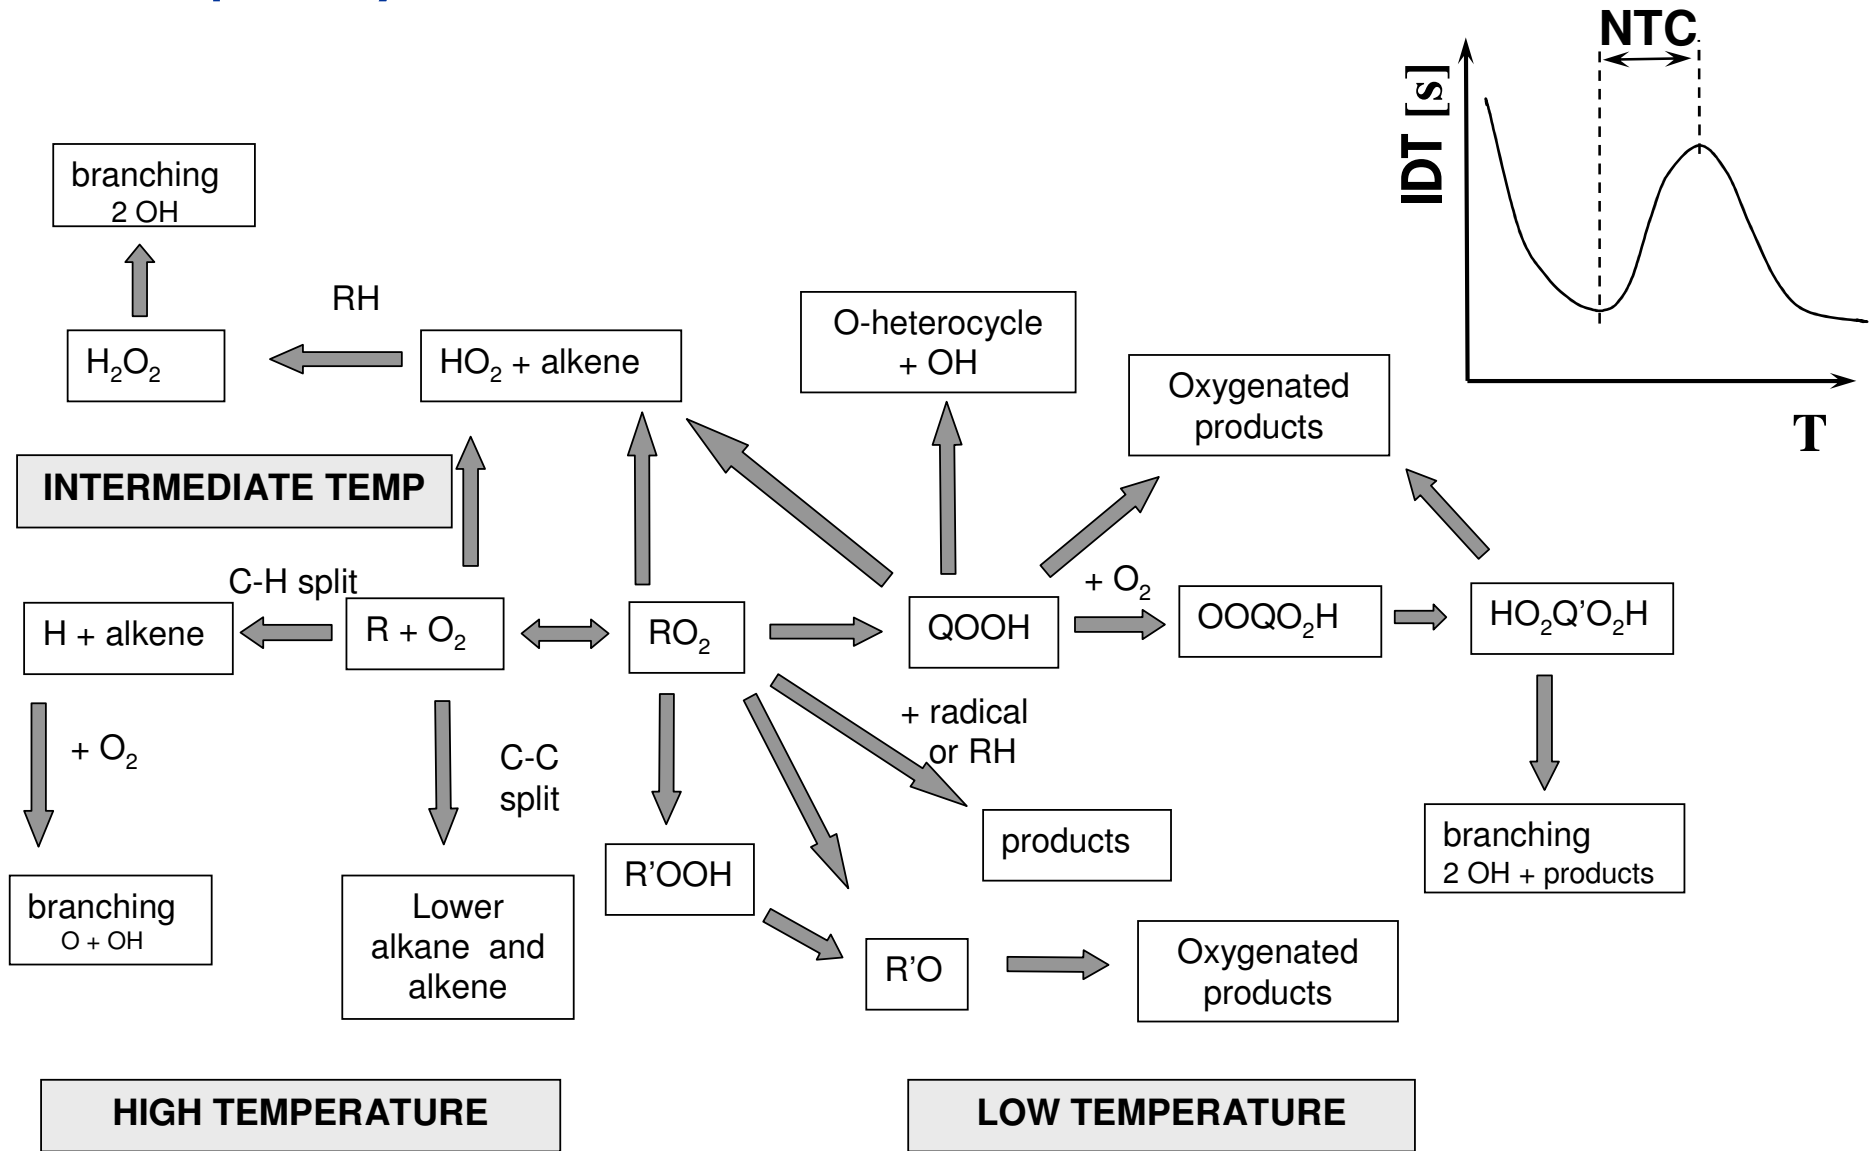 NTC
IDT [s]
T
branching
2 OH
RH
H₂O₂
HO₂ + alkene
O-heterocycle
+ OH
Oxygenated
products
INTERMEDIATE TEMP
C-H split
+ O₂
H + alkene
R + O₂
RO₂
QOOH
OOQO₂H
HO₂Q’O₂H
+ O₂
C-C
split
+ radical
or RH
R’OOH
products
branching
2 OH + products
branching
O + OH
Lower
alkane and
alkene
R’O
Oxygenated
products
HIGH TEMPERATURE
LOW TEMPERATURE